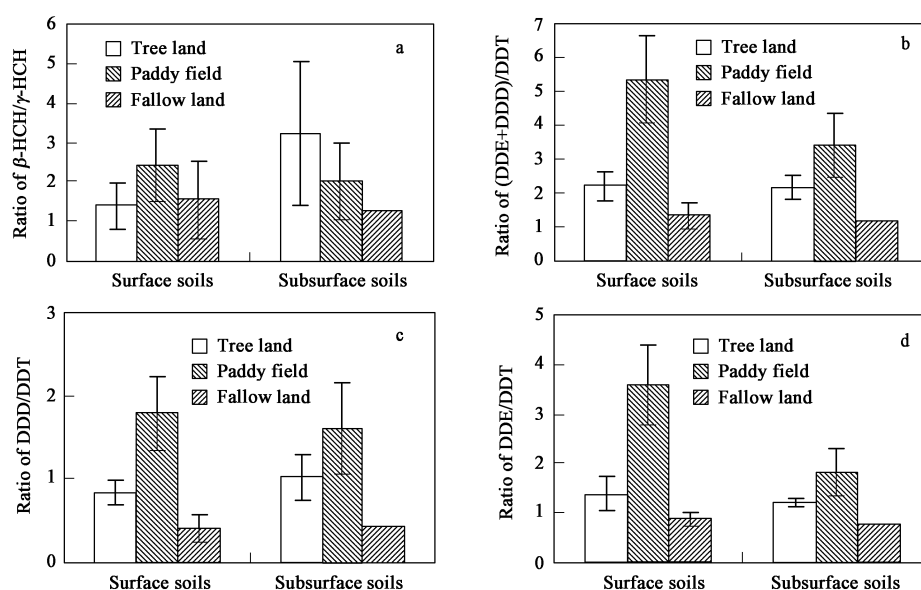 Ratio of β-HCH/γ-HCH
6
5
4
3
2
1
0
Tree land
Paddy field
Fallow land
a
Surface soils
Subsurface soils
Ratio of (DDE+DDD)/DDT
7
6
5
4
3
2
1
0
Tree land
Paddy field
Fallow land
b
Surface soils
Subsurface soils
Ratio of DDD/DDT
3
2
1
0
Tree land
Paddy field
Fallow land
c
Surface soils
Subsurface soils
Ratio of DDE/DDT
5
4
3
2
1
0
Tree land
Paddy field
Fallow land
d
Surface soils
Subsurface soils